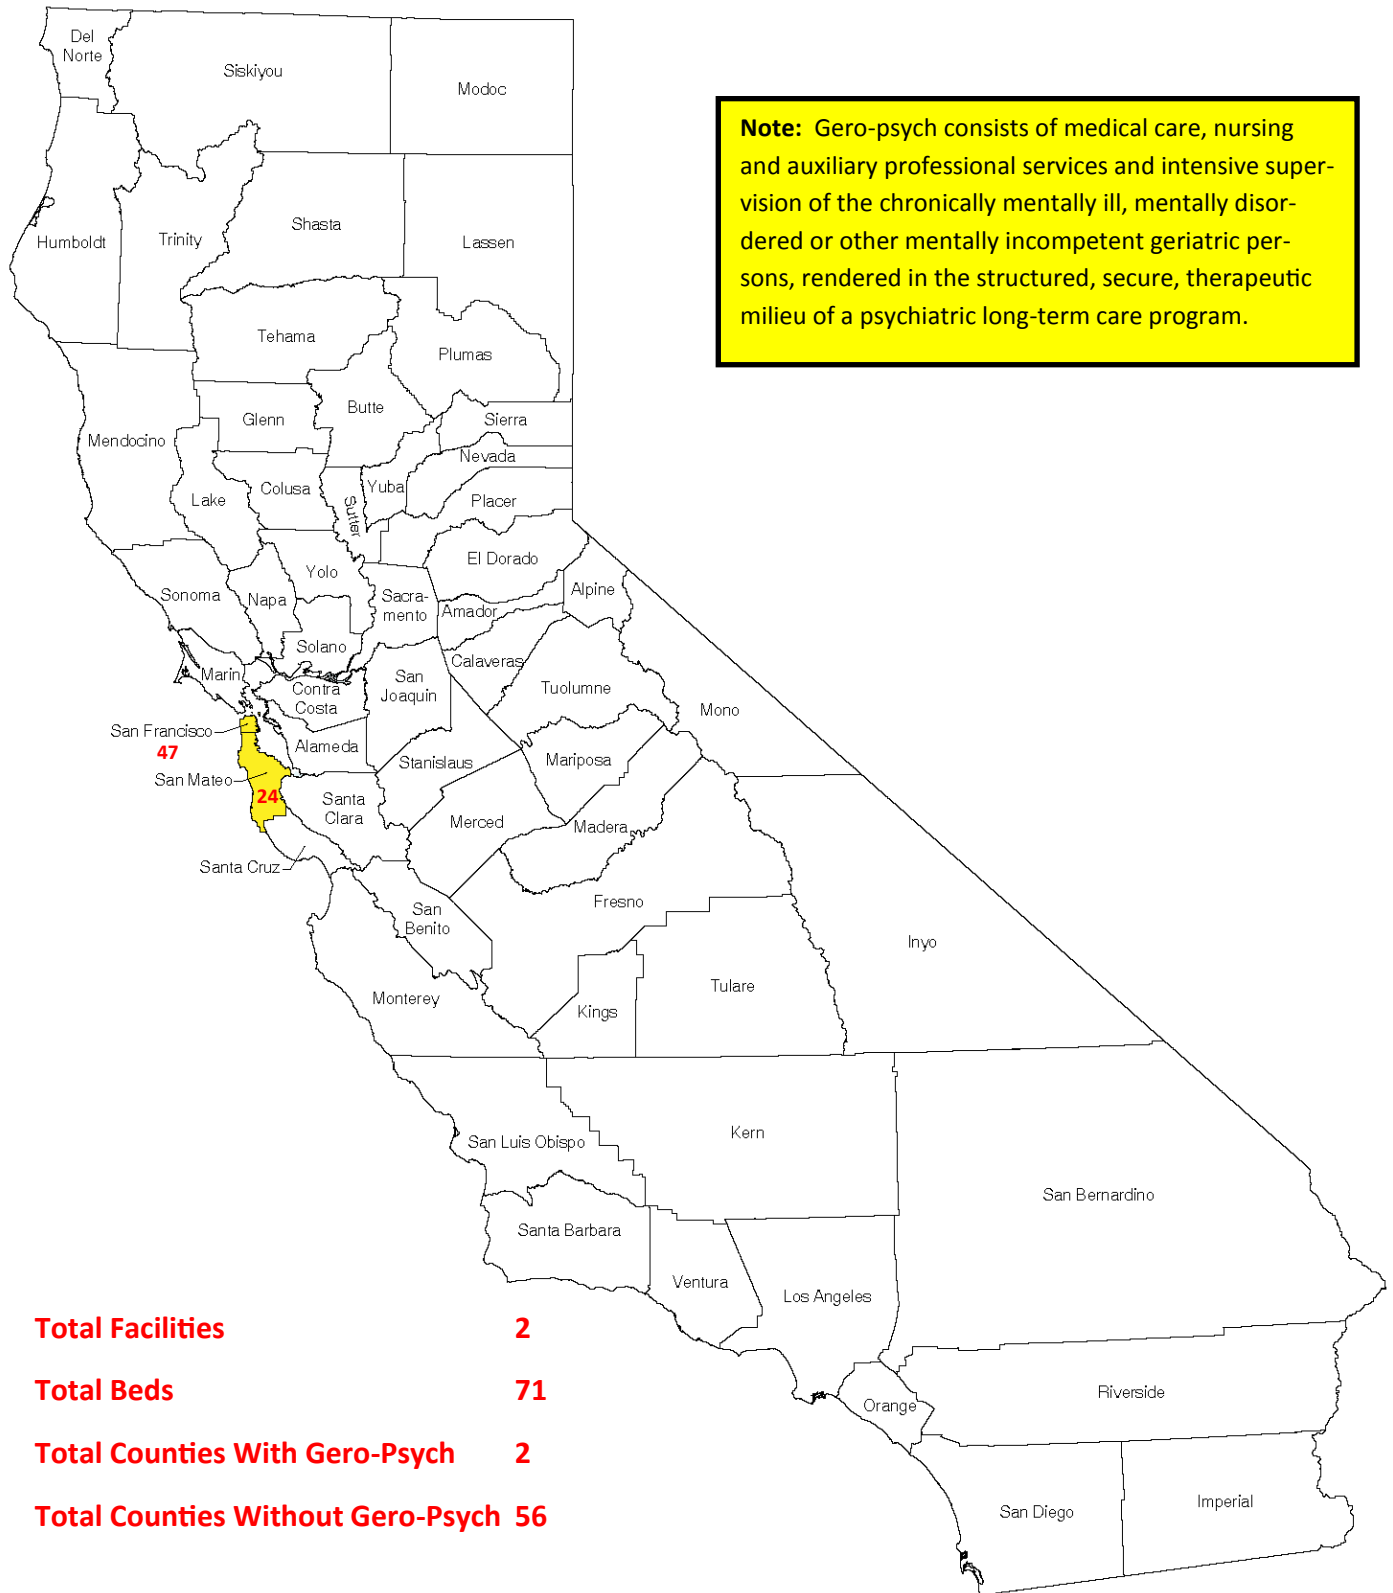 Del
Norte
Siskiyou
Modoc
Note:  Gero-psych consists of medical care, nursing
and auxiliary professional services and intensive super-
vision of the chronically mentally ill, mentally disor-
dered or other mentally incompetent geriatric per-
sons, rendered in the structured, secure, therapeutic
milieu of a psychiatric long-term care program.
Humboldt
Trinity
Shasta
Lassen
Tehama
Plumas
Mendocino
Glenn
Butte
Sierra
Nevada
Lake
Colusa
Sutter
Yuba
Placer
El Dorado
Sonoma
Napa
Yolo
Sacra-
mento
Amador
Alpine
Solano
Marin
Contra
Costa
San
Joaquin
Calaveras
Tuolumne
Mono
San Francisco
47
Alameda
Stanislaus
Mariposa
San Mateo
24
Santa
Clara
Merced
Madera
Santa Cruz
San
Benito
Fresno
Inyo
Monterey
Kings
Tulare
San Luis Obispo
Kern
San Bernardino
Santa Barbara
Ventura
Los Angeles
Orange
Riverside
San Diego
Imperial
Total Facilities 2
Total Beds 71
Total Counties With Gero-Psych 2
Total Counties Without Gero-Psych 56